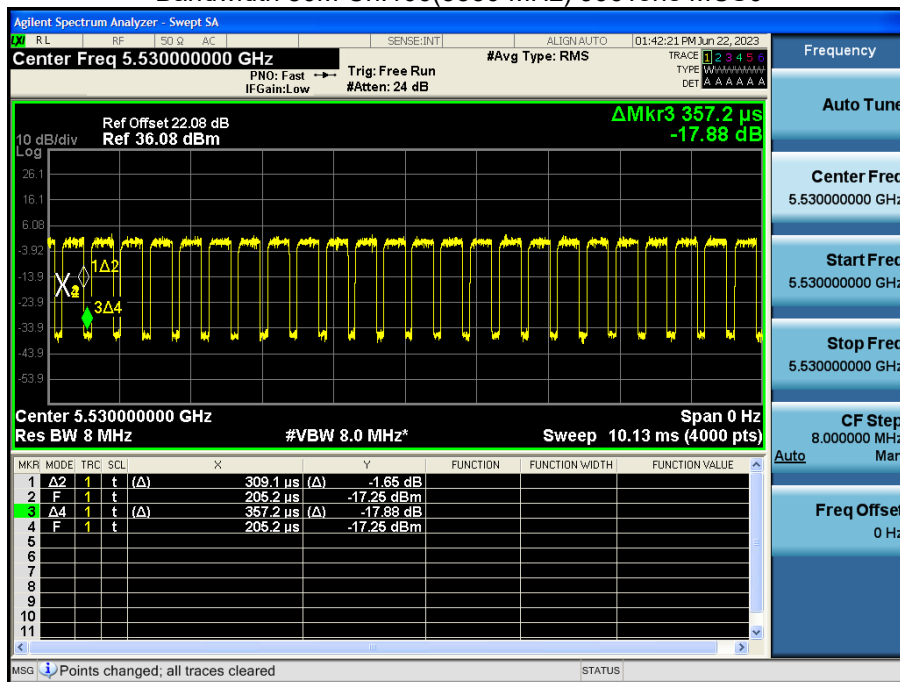 Agilent Spectrum Analyzer - Swept SA
LXI RL RF 50 Ω AC SENSE:INT ALIGN AUTO 01:42:21 PM Jun 22, 2023
Center Freq 5.530000000 GHz #Avg Type: RMS TRACE 1 2 3 4 5 6
PNO: Fast Trig: Free Run TYPE WWWWWW
IFGain:Low #Atten: 24 dB DET A A A A A A
ΔMkr3 357.2 µs
-17.88 dB
Ref Offset 22.08 dB
10 dB/div Ref 36.08 dBm
Log
26.1
16.1
6.08
-3.92
-13.9
-23.9
-33.9
-43.9
-53.9
X 1Δ2
3Δ4
Center 5.530000000 GHz Span 0 Hz
Res BW 8 MHz #VBW 8.0 MHz* Sweep 10.13 ms (4000 pts)
MKR MODE TRC SCL X Y FUNCTION FUNCTION WIDTH FUNCTION VALUE
1 Δ2 1 t (Δ) 309.1 µs (Δ) -1.65 dB
2 F 1 t 205.2 µs -17.25 dBm
3 Δ4 1 t (Δ) 357.2 µs (Δ) -17.88 dB
4 F 1 t 205.2 µs -17.25 dBm
5
6
7
8
9
10
11
MSG Points changed; all traces cleared STATUS
Frequency
Auto Tune
Center Freq
5.530000000 GHz
Start Freq
5.530000000 GHz
Stop Freq
5.530000000 GHz
CF Step
8.000000 MHz
Auto Man
Freq Offset
0 Hz